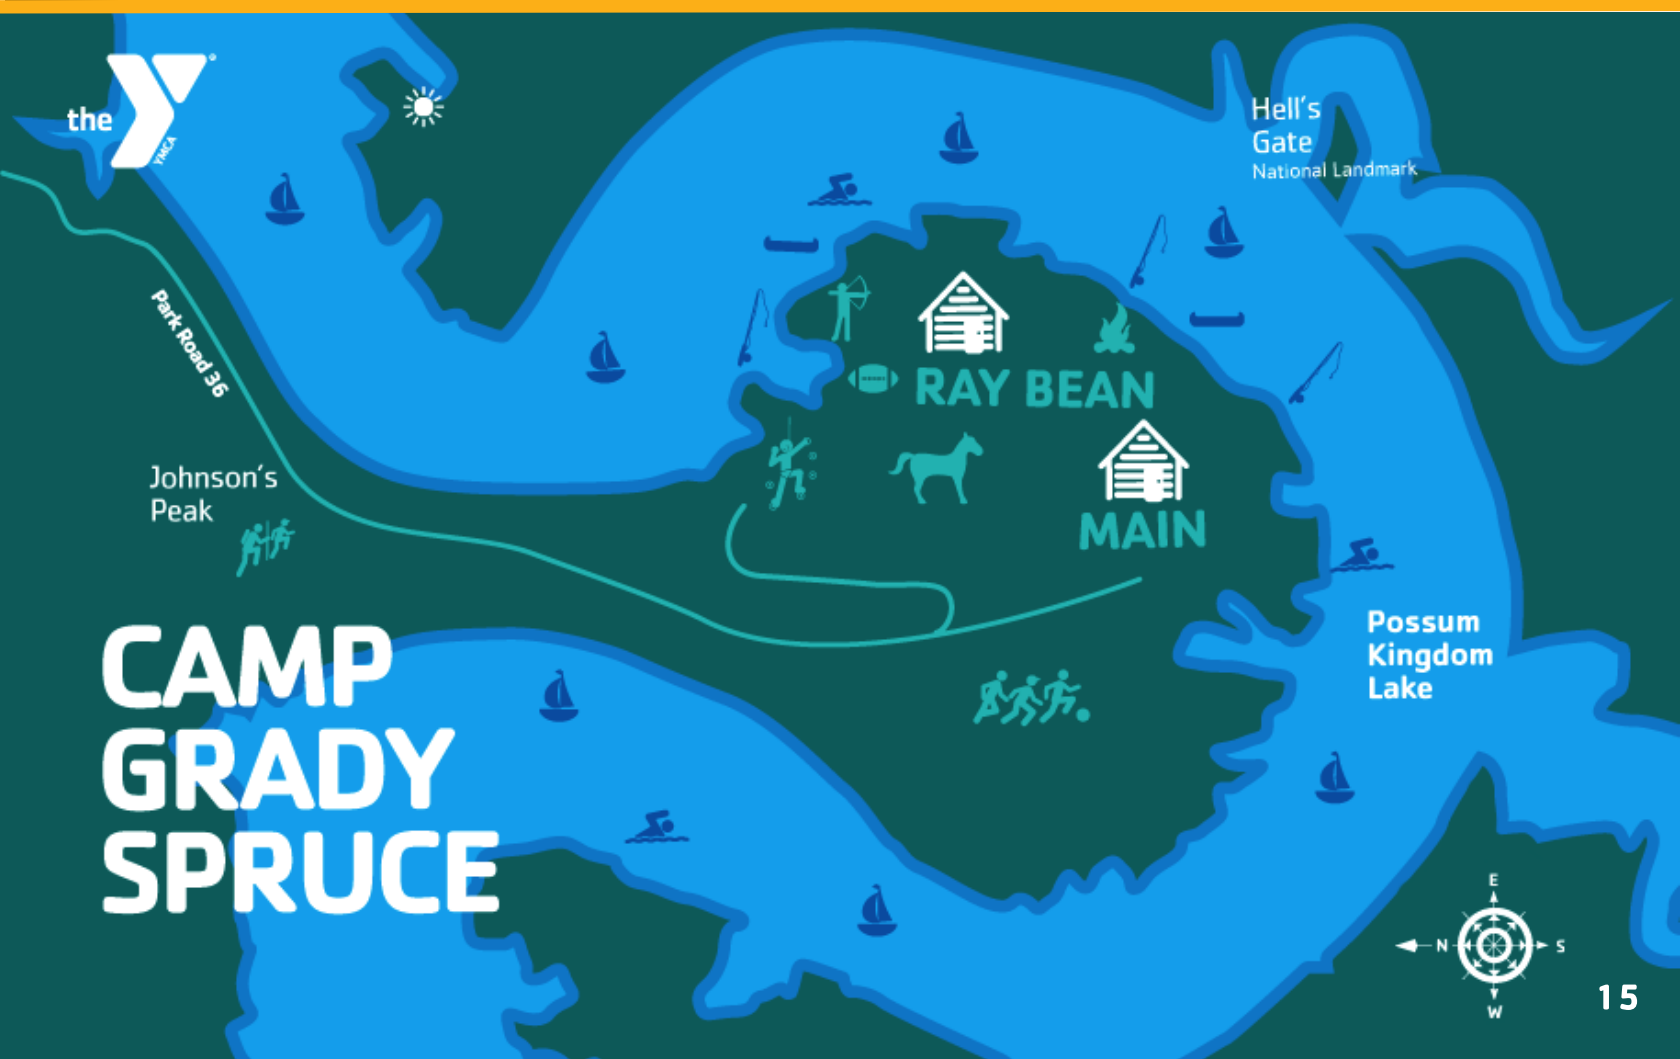 the
YMCA
Hell's
Gate
National Landmark
Park Road 36
RAY BEAN
Johnson's
Peak
MAIN
CAMP
GRADY
SPRUCE
Possum
Kingdom
Lake
E
N
S
W
15